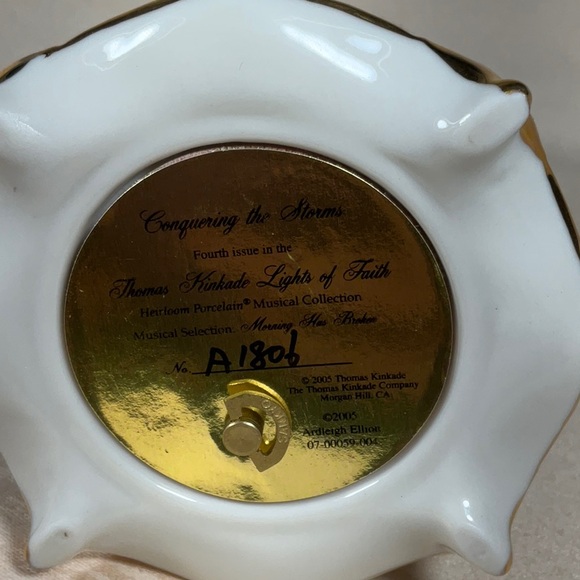 Conquering the Storms
Fourth issue in the
Thomas Kinkade Lights of Faith
Heirloom Porcelain® Musical Collection
Musical Selection: Morning Has Broken
No. A1806
© 2005 Thomas Kinkade
The Thomas Kinkade Company
Morgan Hill, CA
©2005
Ardleigh Elliott
07-00059-004